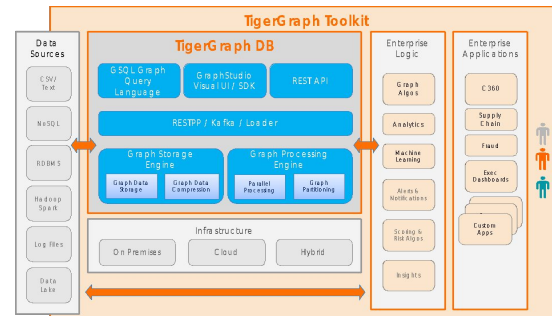 TigerGraph Toolkit
Data
Sources
CSV/
Text
NoSQL
RDBMS
Hadoop
Spart
Log files
Data
Lake
TigerGraph DB
GSQL Graph
Query
Language
GraphStudio
Visual UI / SDK
REST API
RESTPP / Kafka / Loader
Graph Storage
Engine
Graph Data
Storage
Graph Data
Compression
Graph Processing
Engine
Parallel
Processing
Graph
Partitioning
Infrastructure
On Premises
Cloud
Hybrid
Enterprise
Logic
Graph
Algos
Analytics
Machine
Learning
Alerts &
Notifications
Scoring &
Risk Algos
Insights
Enterprise
Applications
C360
Supply
Chain
Fraud
Exec
Dashboards
Custom
Apps